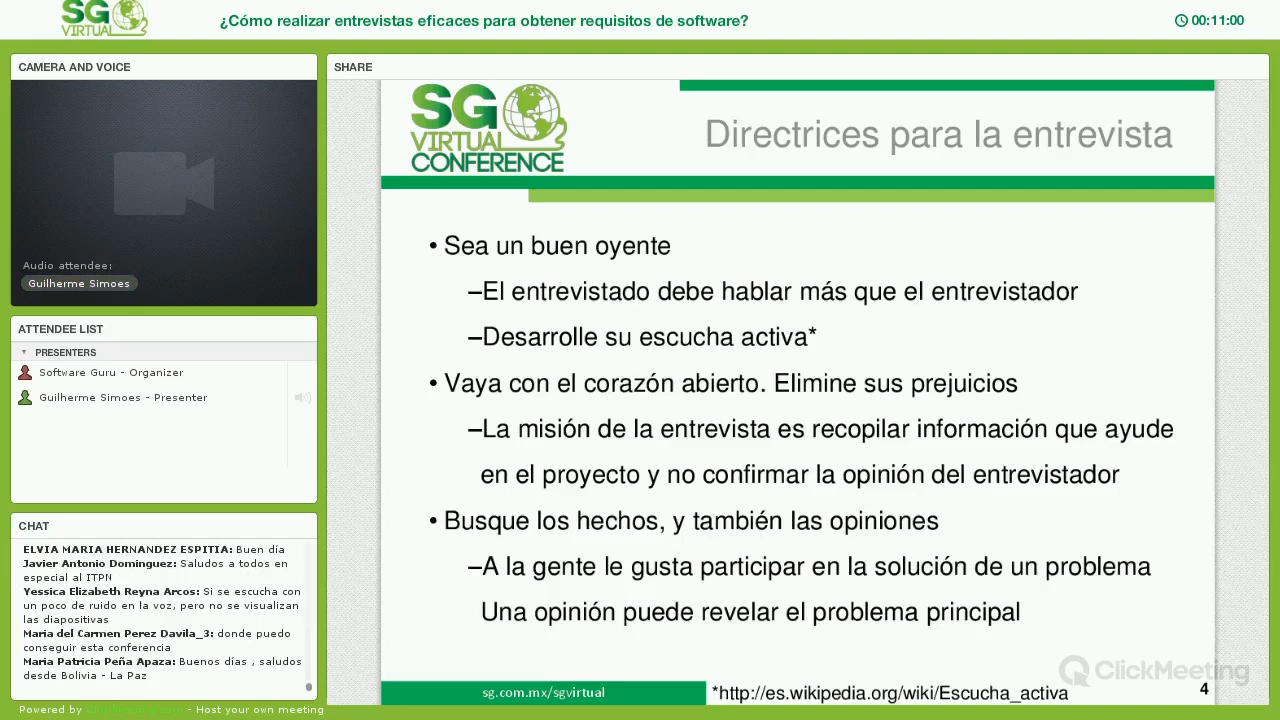 SG
VIRTUAL
¿Cómo realizar entrevistas eficaces para obtener requisitos de software?
00:11:00
CAMERA AND VOICE
Audio attendee:
Guilherme Simoes
ATTENDEE LIST
PRESENTERS
Software Guru - Organizer
Guilherme Simoes - Presenter
CHAT
ELVIA MARIA HERNANDEZ ESPITIA: Buen día
Javier Antonio Dominguez: Saludos a todos en
especial al ITPN
Yessica Elizabeth Reyna Arcos: Si se escucha con
un poco de ruido en la voz, pero no se visualizan
las diapositivas
Maria del Carmen Perez Davila_3: donde puedo
conseguir esta conferencia
Maria Patricia Peña Apaza: Buenos días , saludos
desde Bolivia - La Paz
Powered by - Host your own meeting
SHARE
SG
VIRTUAL
CONFERENCE
Directrices para la entrevista
• Sea un buen oyente
–El entrevistado debe hablar más que el entrevistador
–Desarrolle su escucha activa*
• Vaya con el corazón abierto. Elimine sus prejuicios
–La misión de la entrevista es recopilar información que ayude
en el proyecto y no confirmar la opinión del entrevistador
• Busque los hechos, y también las opiniones
–A la gente le gusta participar en la solución de un problema
Una opinión puede revelar el problema principal
ClickMeeting
sg.com.mx/sgvirtual
*http://es.wikipedia.org/wiki/Escucha_activa
4